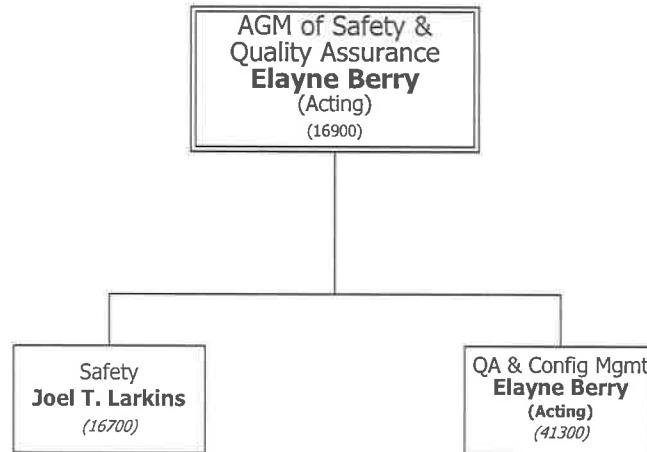 AGM of Safety &
Quality Assurance
Elayne Berry
(Acting)
(16900)
Safety
Joel T. Larkins
(16700)
QA & Config Mgmt
Elayne Berry
(Acting)
(41300)